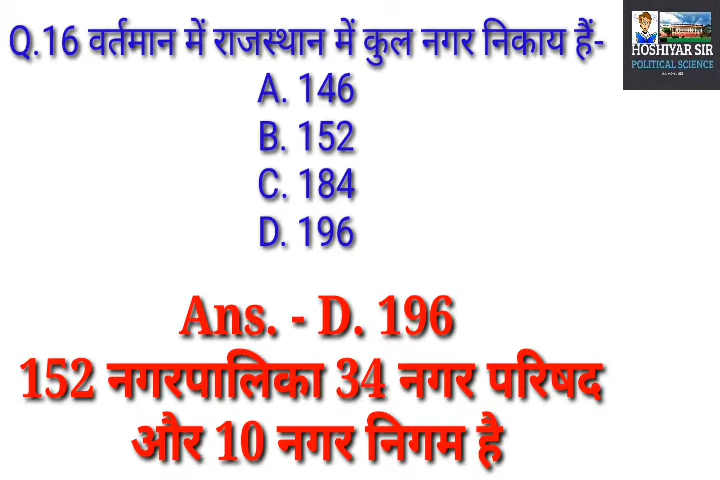 Q.16 वर्तमान में राजस्थान में कुल नगर निकाय हैं-
A. 146
B. 152
C. 184
D. 196
Ans. - D. 196
152 नगरपालिका 34 नगर परिषद
और 10 नगर निगम है
HOSHIYAR SIR
POLITICAL SCIENCE